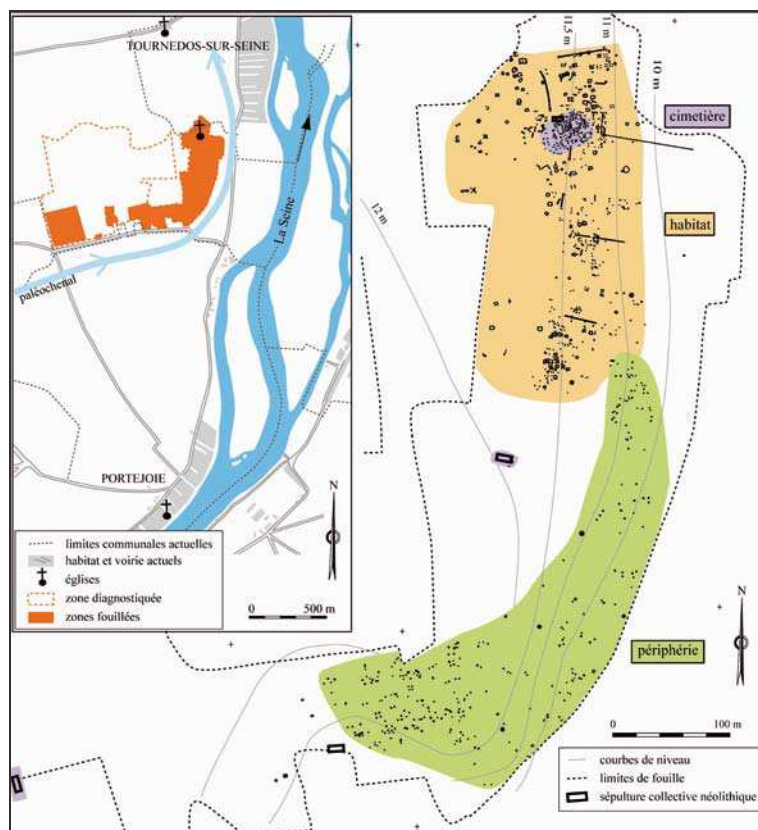 TOURNEDOS-SUR-SEINE
La Seine
paléochenal
PORTEJOIE
N
limites communales actuelles
habitat et voirie actuels
églises
zone diagnostiquée
zones fouillées
0 500 m
11.5 m
11 m
10 m
cimetière
12 m
habitat
périphérie
N
0 100 m
courbes de niveau
limites de fouille
sépulture collective néolithique